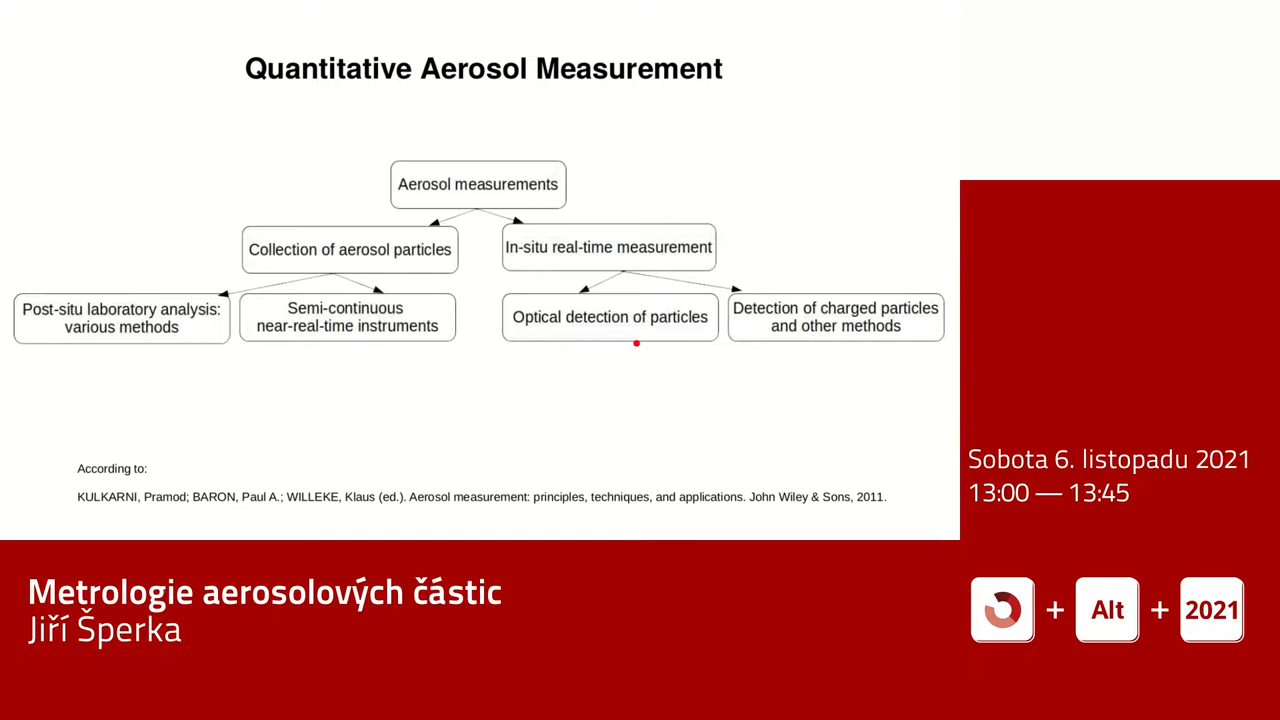 Quantitative Aerosol Measurement
Aerosol measurements
Collection of aerosol particles
In-situ real-time measurement
Post-situ laboratory analysis:
various methods
Semi-continuous
near-real-time instruments
Optical detection of particles
Detection of charged particles
and other methods
According to:
KULKARNI, Pramod; BARON, Paul A.; WILLEKE, Klaus (ed.). Aerosol measurement: principles, techniques, and applications. John Wiley & Sons, 2011.
Sobota 6. listopadu 2021
13:00 — 13:45
Metrologie aerosolových částic
Jiří Šperka
+ Alt + 2021